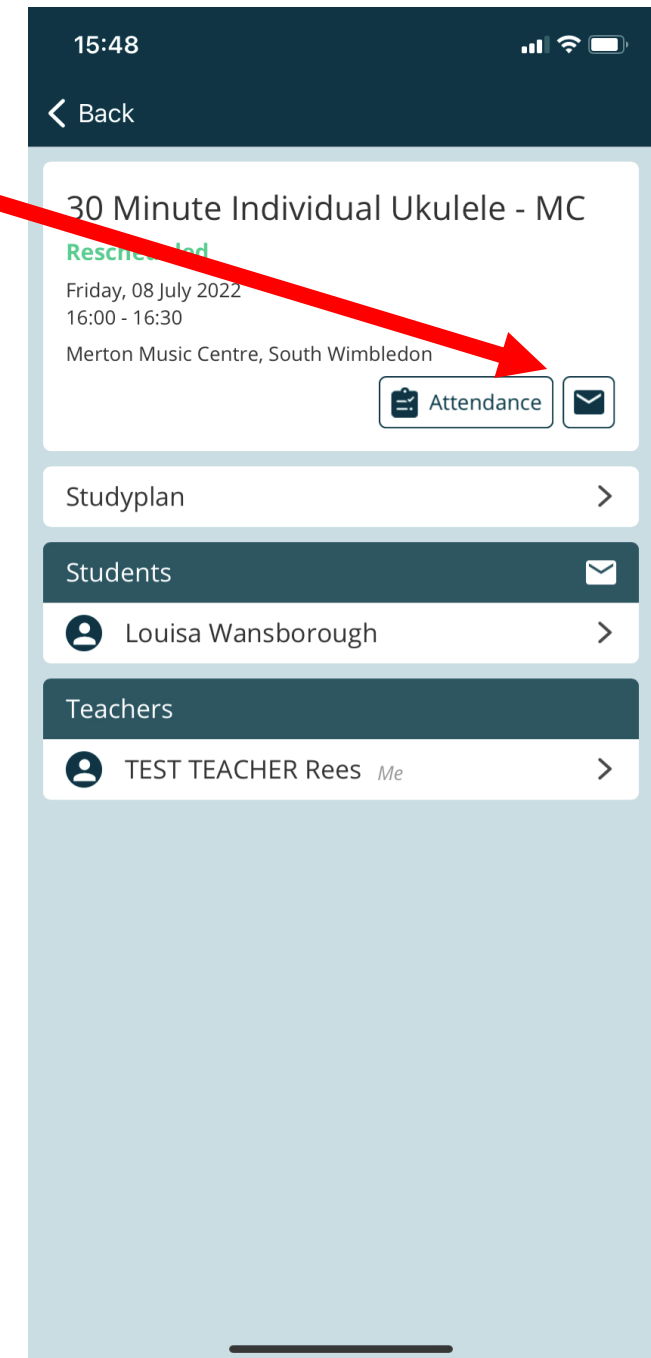 15:48
Back
30 Minute Individual Ukulele - MC
Rescheduled
Friday, 08 July 2022
16:00 - 16:30
Merton Music Centre, South Wimbledon
Attendance
Studyplan
Students
Louisa Wansborough
Teachers
TEST TEACHER Rees Me